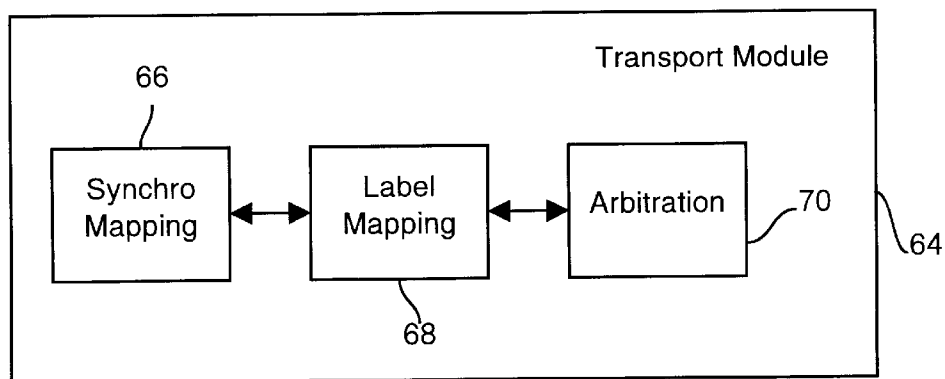 Transport Module
66
Synchro
Mapping
Label
Mapping
Arbitration
70
64
68